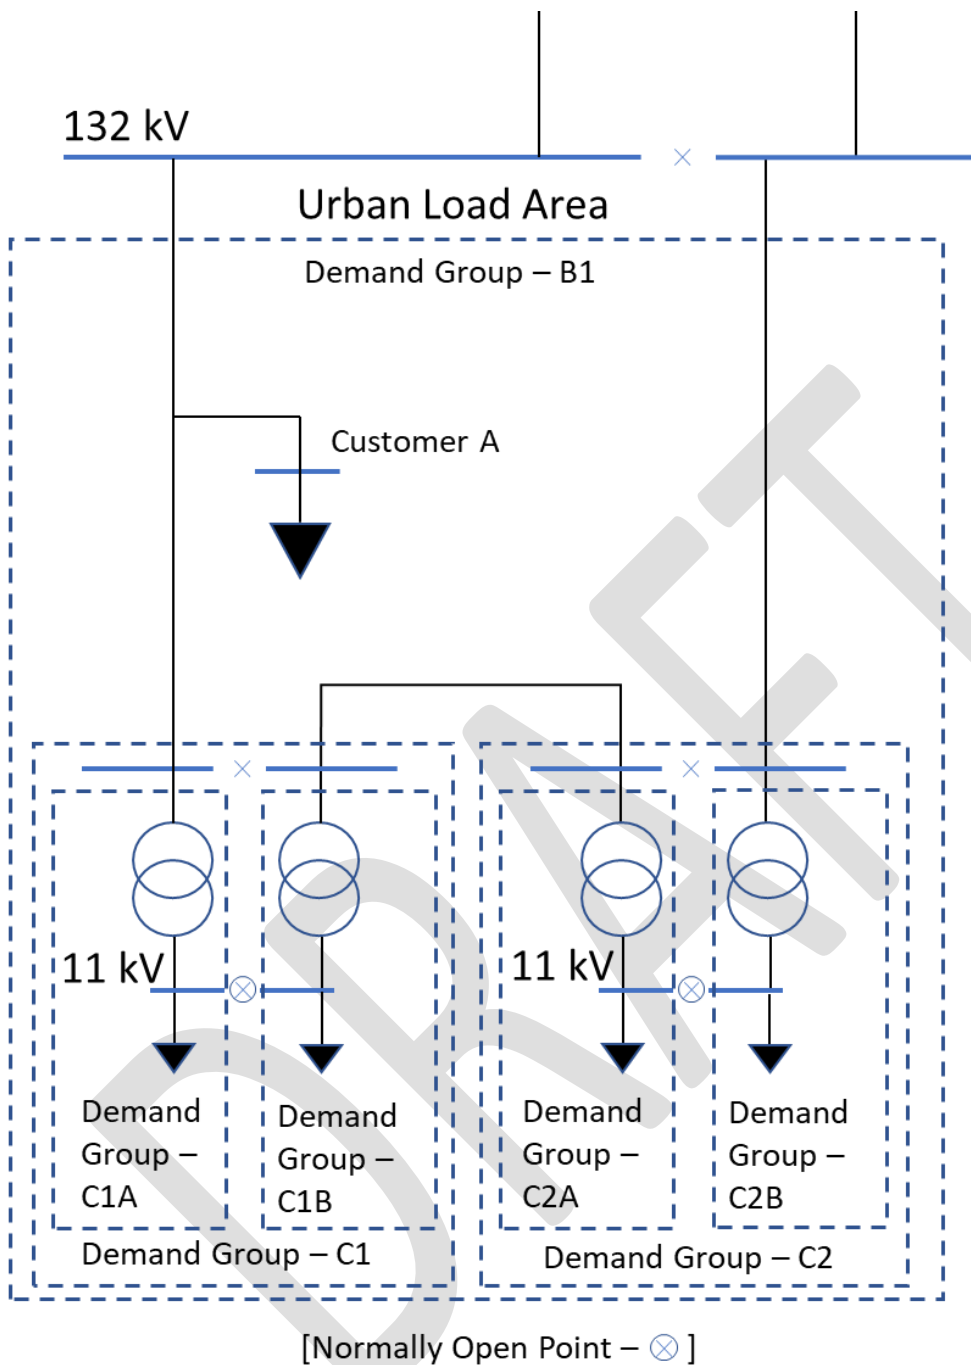 132 kV
Urban Load Area
Demand Group – B1
Customer A
11 kV
11 kV
Demand
Group –
C1A
Demand
Group –
C1B
Demand
Group –
C2A
Demand
Group –
C2B
Demand Group – C1
Demand Group – C2
[Normally Open Point – ⊗ ]
DRAFT